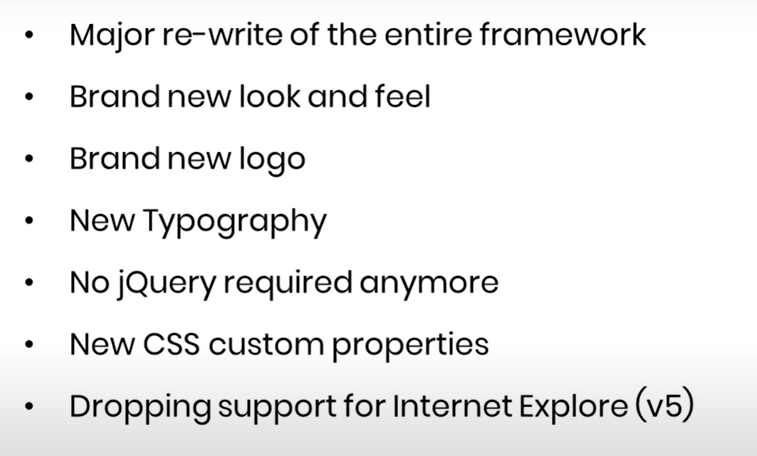 • Major re-write of the entire framework
• Brand new look and feel
• Brand new logo
• New Typography
• No jQuery required anymore
• New CSS custom properties
• Dropping support for Internet Explore (v5)